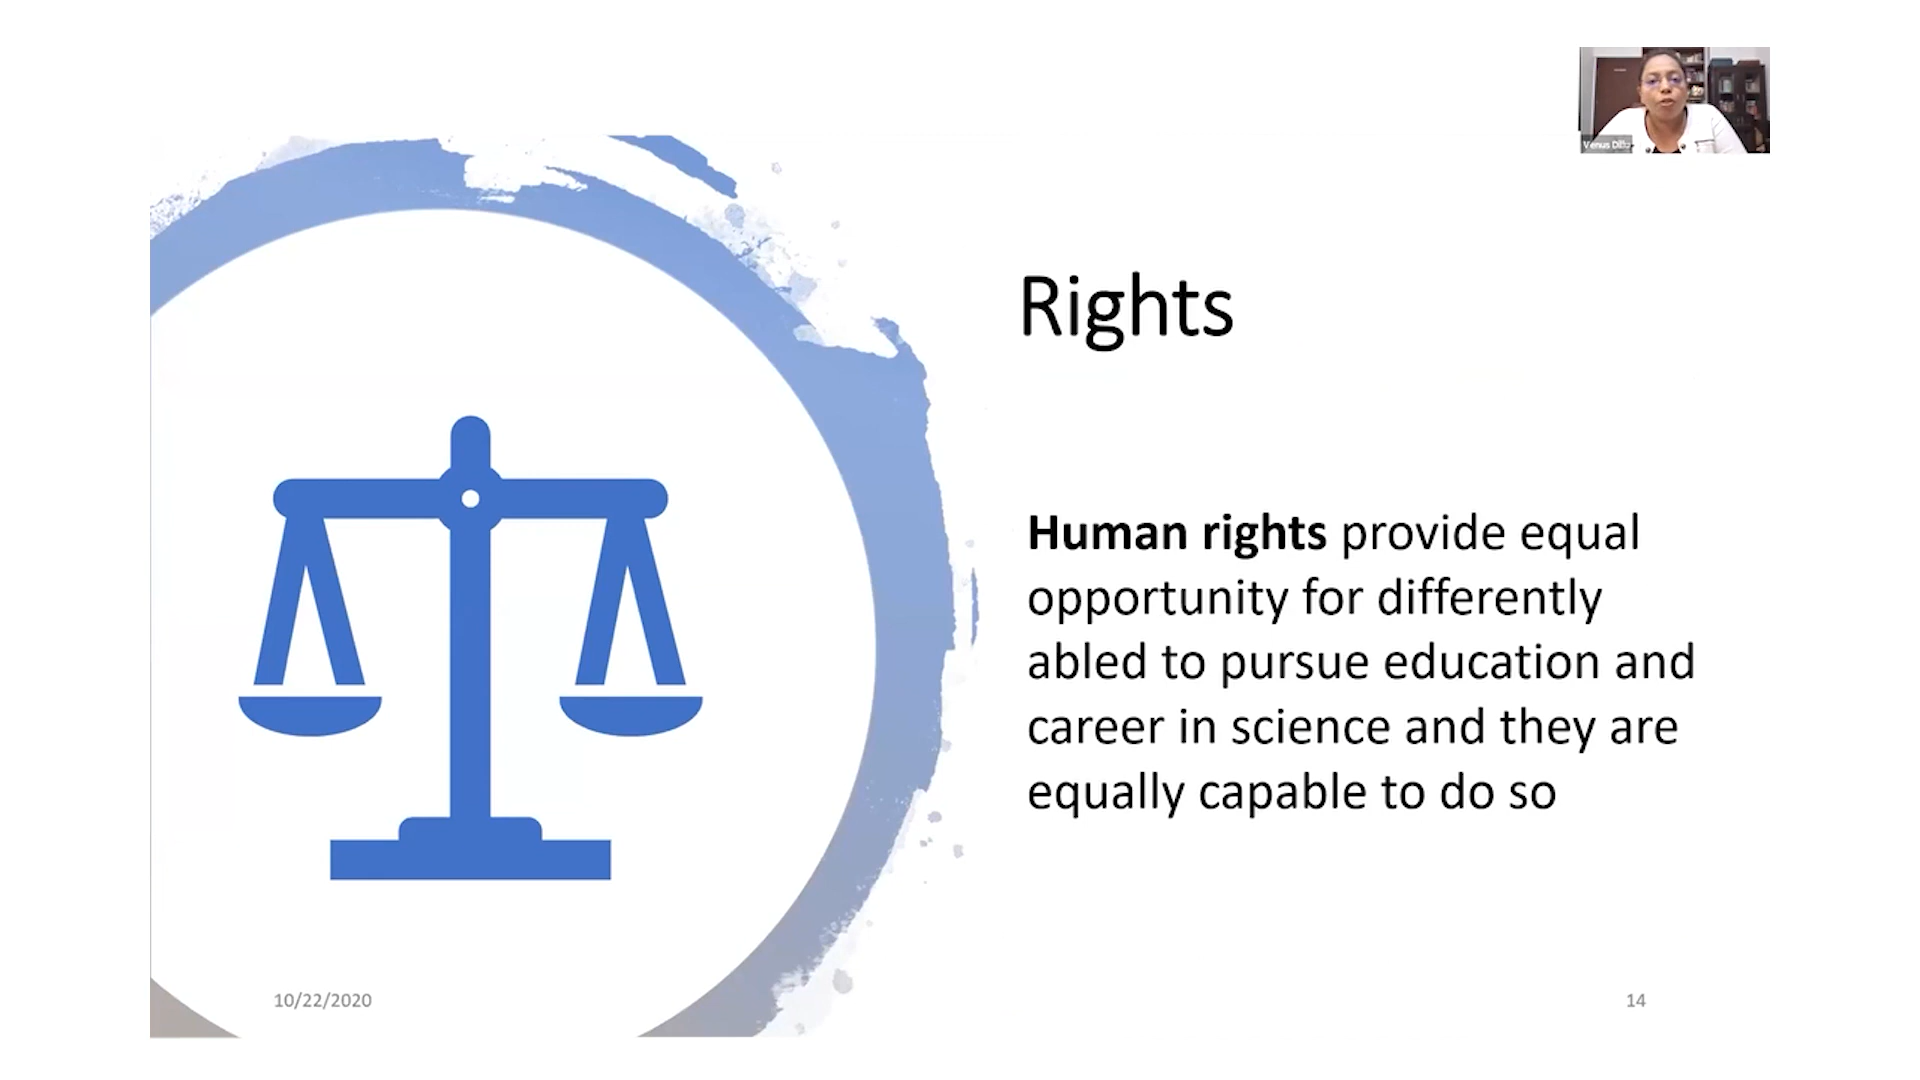 Venus
Rights
Human rights provide equal
opportunity for differently
abled to pursue education and
career in science and they are
equally capable to do so
10/22/2020
14